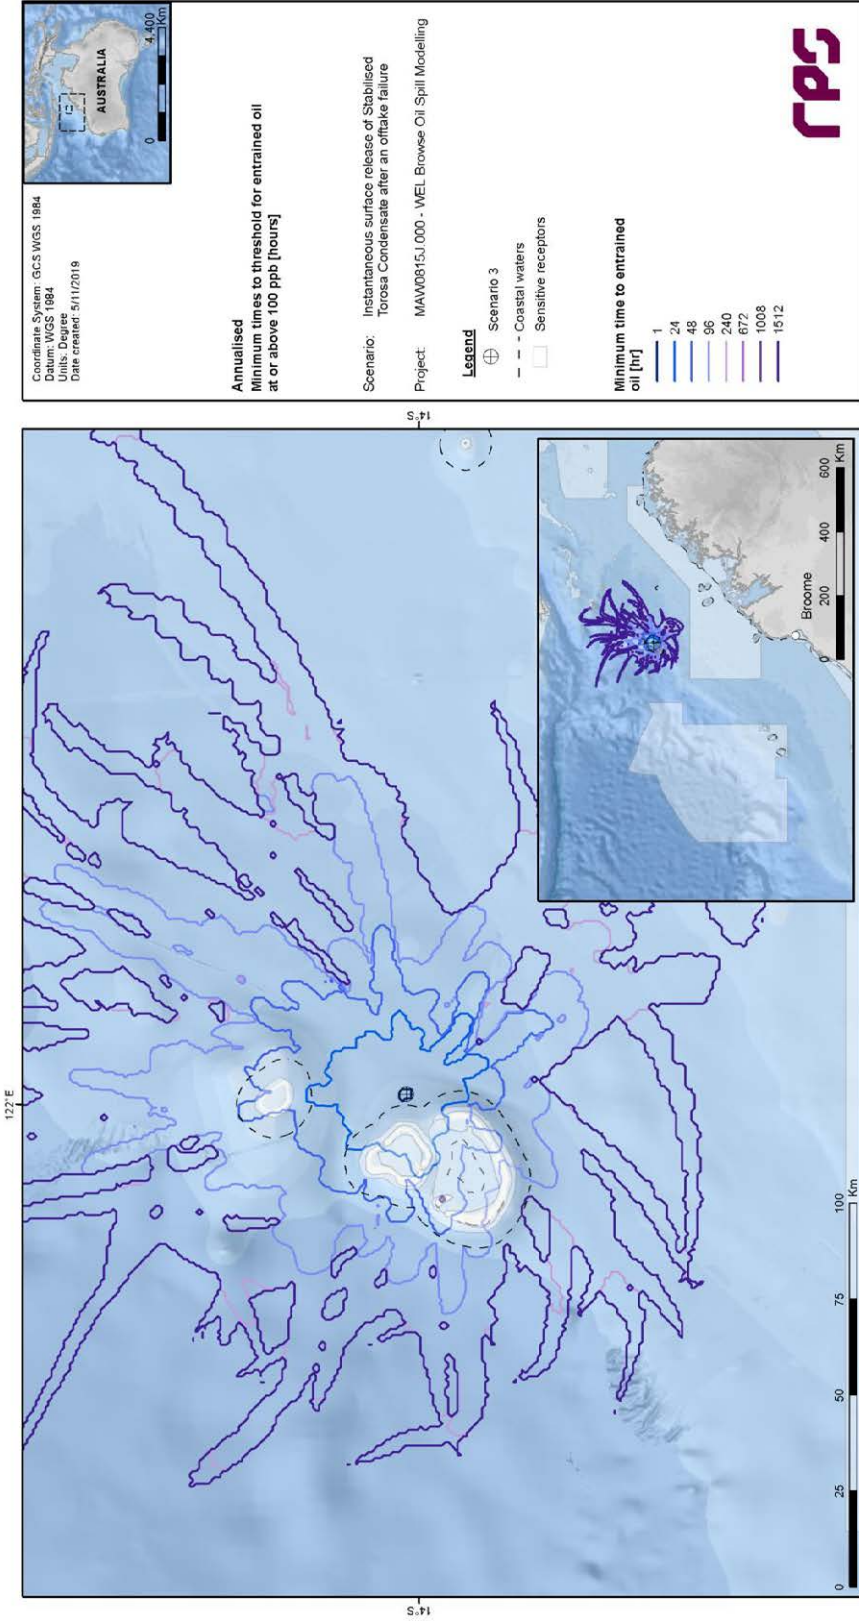 Coordinate System: GCS WGS 1984
Datum: WGS 1984
Units: Degree
Date created: 5/11/2019
AUSTRALIA
0 4,400
Km
Annualised
Minimum times to threshold for entrained oil
at or above 100 ppb [hours]
Scenario: Instantaneous surface release of Stabilised
Torosa Condensate after an offtake failure
Project: MAW0815J.000 - WEL Browse Oil Spill Modelling
Legend
Scenario 3
Coastal waters
Sensitive receptors
Minimum time to entrained
oil [hr]
1
24
48
96
240
672
1008
1512
rps
122°E
14°S
14°S
0 25 50 75 100
Km
Broome
0 200 400 600
Km